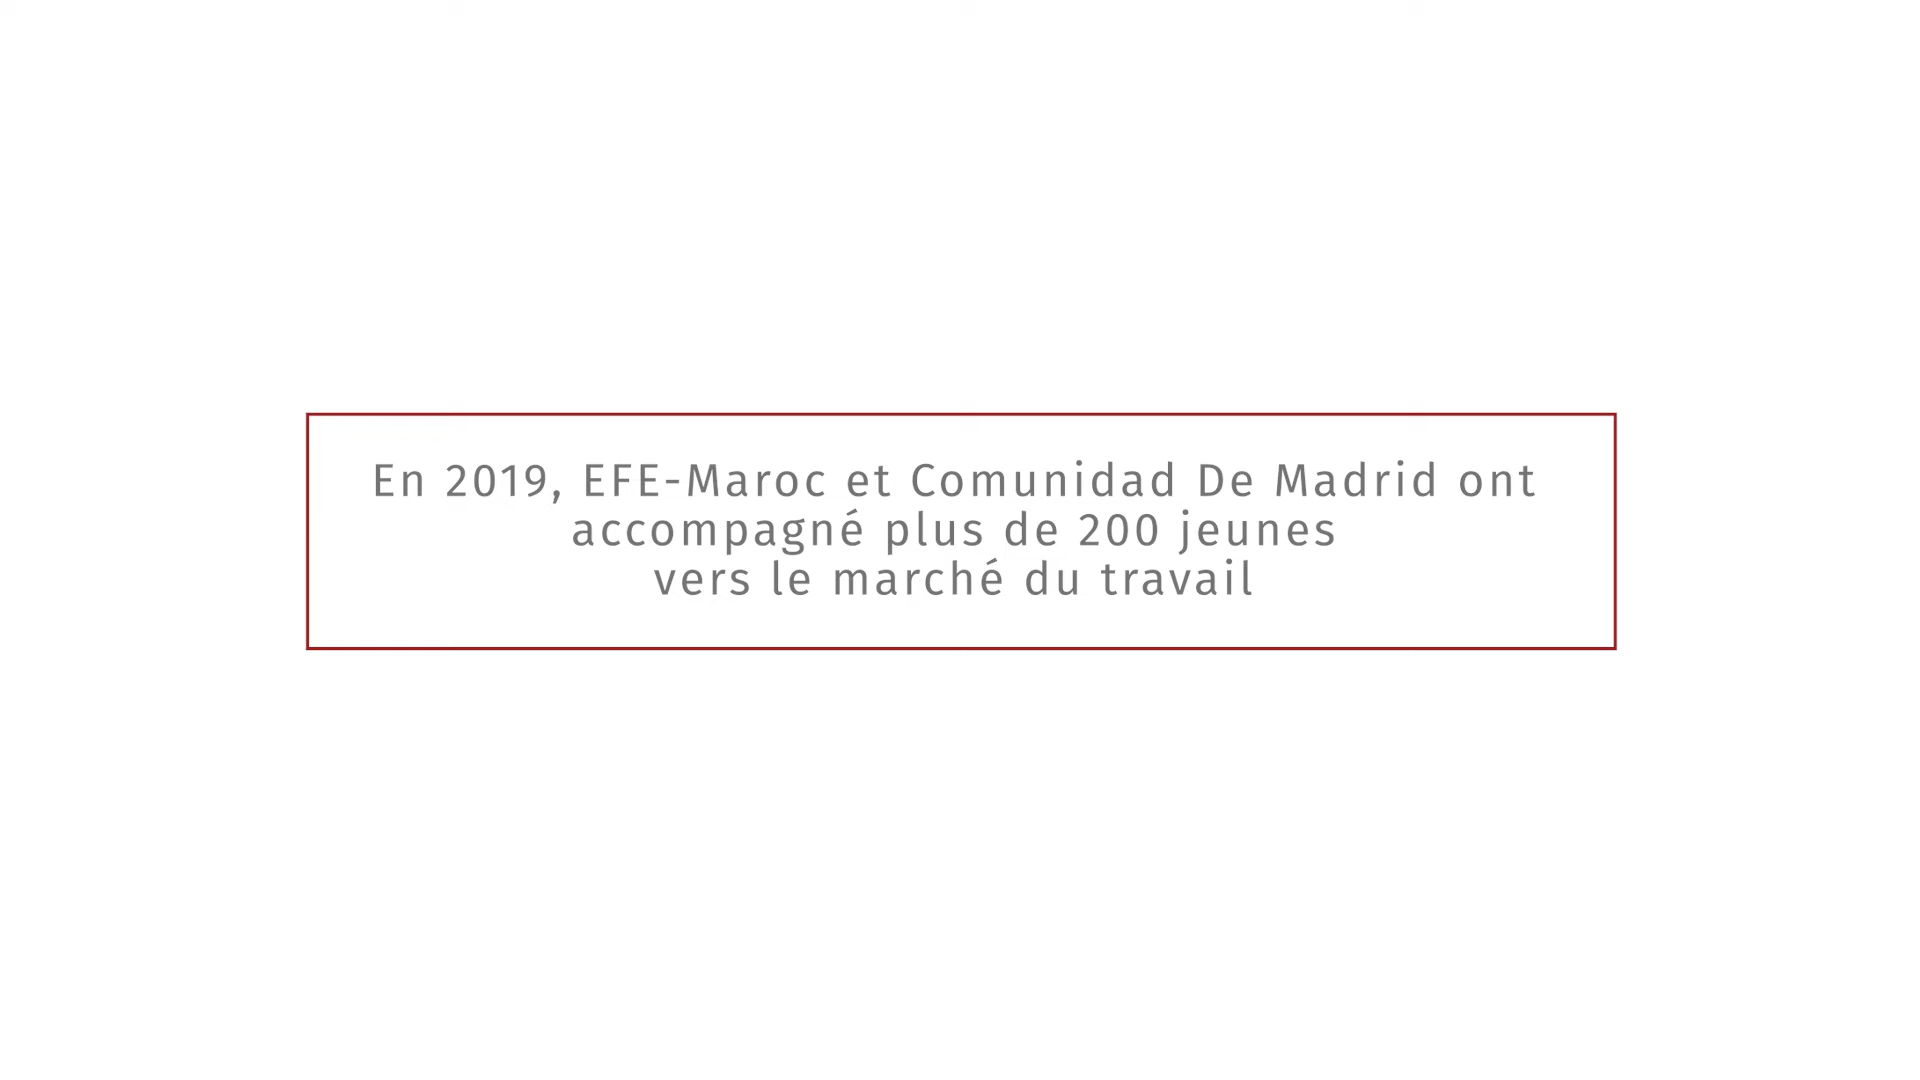 En 2019, EFE-Maroc et Comunidad De Madrid ont
accompagné plus de 200 jeunes
vers le marché du travail